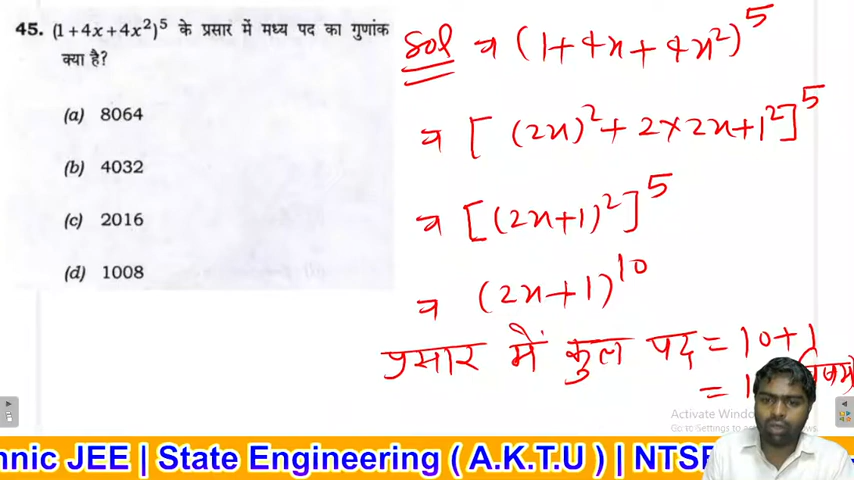 45. (1+4x+4x²)⁵ के प्रसार में मध्य पद का गुणांक
क्या है?
(a) 8064
(b) 4032
(c) 2016
(d) 1008
Sol व (1+4x+4x²)⁵
व [(2x)²+2×2x+1²]⁵
व [(2x+1)²]⁵
व (2x+1)¹⁰
प्रसार में कुल पद = 10+1
=
Activate Windo
hnic JEE | State Engineering ( A.K.T.U ) | NTSE